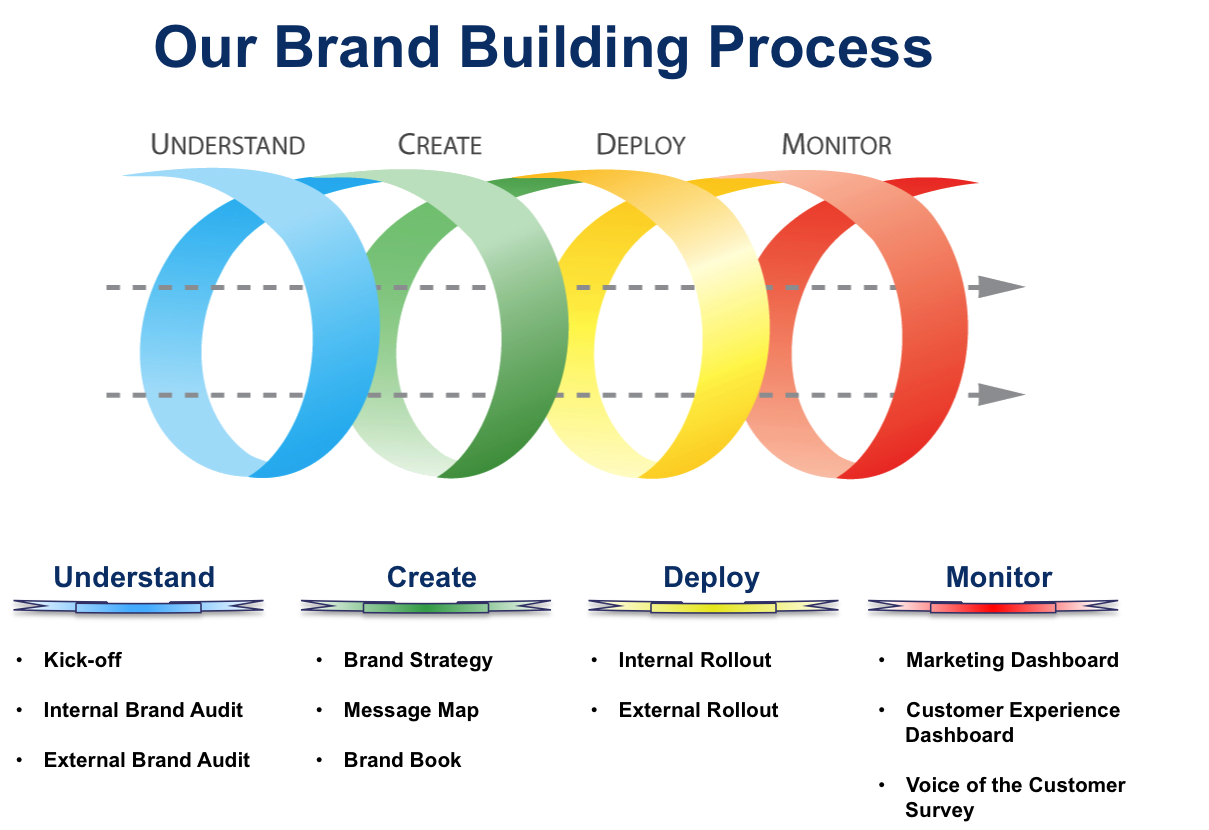 Our Brand Building Process
UNDERSTAND CREATE DEPLOY MONITOR
Understand
• Kick-off
• Internal Brand Audit
• External Brand Audit
Create
• Brand Strategy
• Message Map
• Brand Book
Deploy
• Internal Rollout
• External Rollout
Monitor
• Marketing Dashboard
• Customer Experience
Dashboard
• Voice of the Customer
Survey